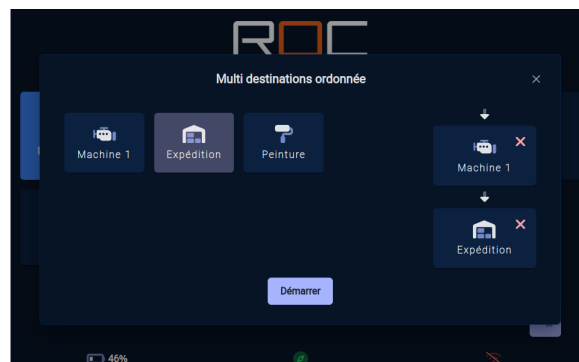 ROC
Multi destinations ordonnée
Machine 1
Expédition
Peinture
Machine 1
Expédition
Démarrer
46%